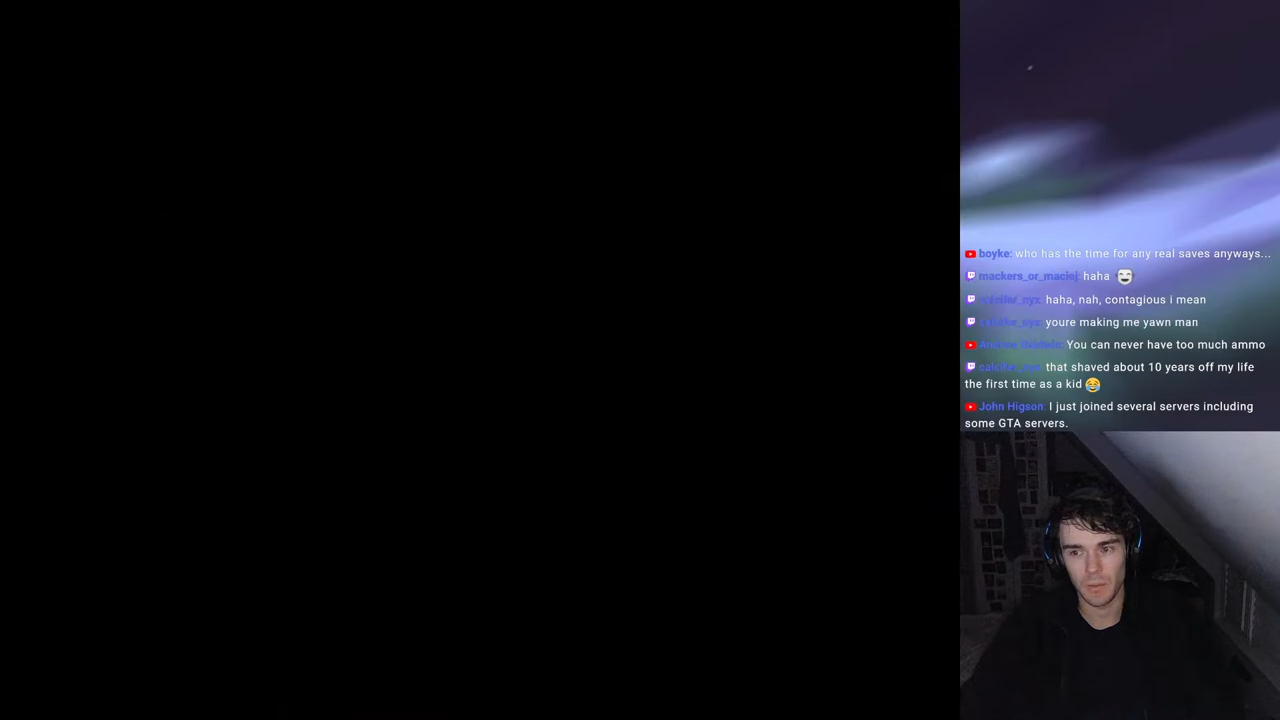 boyke: who has the time for any real saves anyways...
mackers_or_maciej: haha
haha, nah, contagious i mean
youre making me yawn man
You can never have too much ammo
that shaved about 10 years off my life
the first time as a kid 😂
John Higson: I just joined several servers including
some GTA servers.